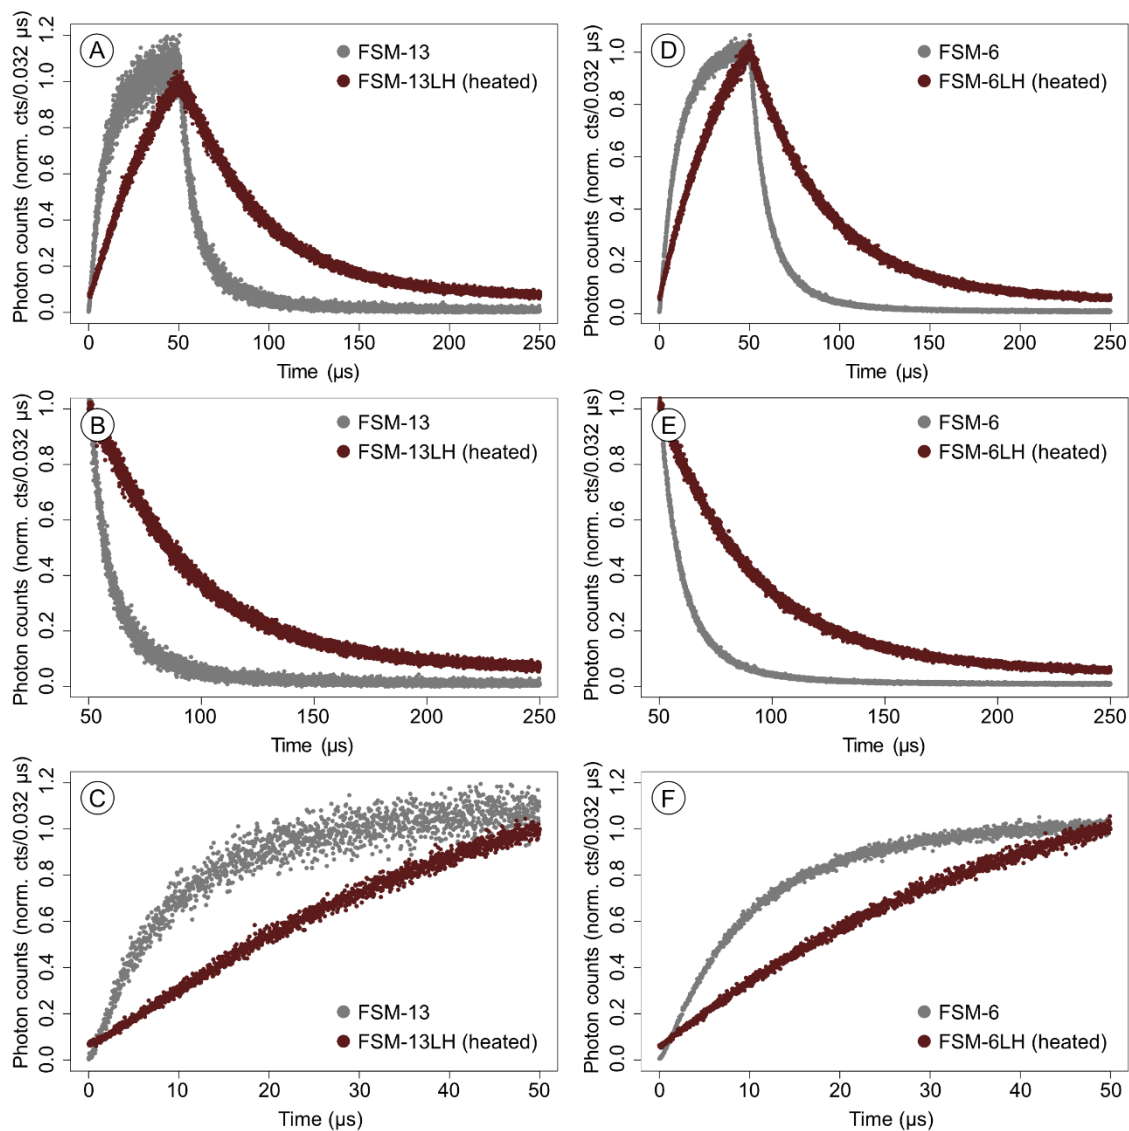 A
FSM-13
FSM-13LH (heated)
Photon counts (norm. cts/0.032 µs)
0.0 0.2 0.4 0.6 0.8 1.0 1.2
0 50 100 150 200 250
Time (µs)
D
FSM-6
FSM-6LH (heated)
Photon counts (norm. cts/0.032 µs)
0.0 0.2 0.4 0.6 0.8 1.0
0 50 100 150 200 250
Time (µs)
B
FSM-13
FSM-13LH (heated)
Photon counts (norm. cts/0.032 µs)
0.0 0.2 0.4 0.6 0.8 1.0
50 100 150 200 250
Time (µs)
E
FSM-6
FSM-6LH (heated)
Photon counts (norm. cts/0.032 µs)
0.0 0.2 0.4 0.6 0.8 1.0
50 100 150 200 250
Time (µs)
C
FSM-13
FSM-13LH (heated)
Photon counts (norm. cts/0.032 µs)
0.0 0.2 0.4 0.6 0.8 1.0 1.2
0 10 20 30 40 50
Time (µs)
F
FSM-6
FSM-6LH (heated)
Photon counts (norm. cts/0.032 µs)
0.0 0.2 0.4 0.6 0.8 1.0 1.2
0 10 20 30 40 50
Time (µs)